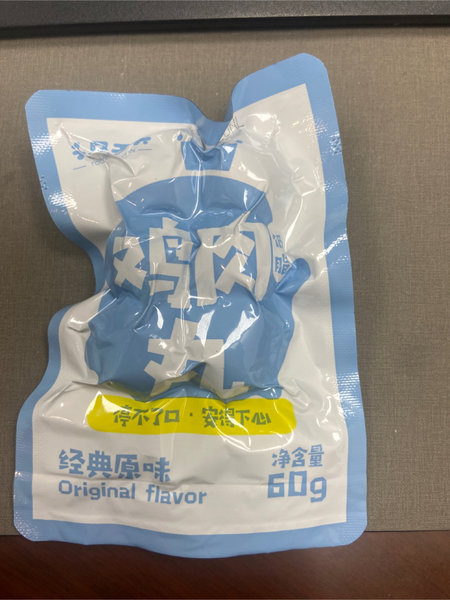 鸡肉
丸
停不了口·安得下心
经典原味
Original flavor
净含量
60g